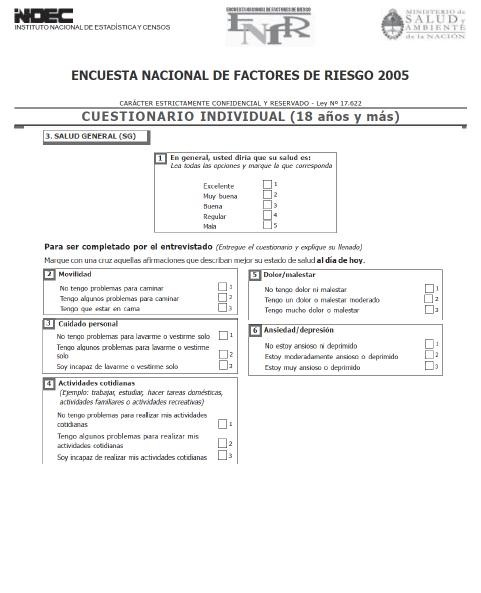 INDEC
INSTITUTO NACIONAL DE ESTADÍSTICA Y CENSOS
ENCUESTA NACIONAL DE FACTORES DE RIESGO
ENFR
MINISTERIO de
SALUD y
AMBIENTE
de la NACIÓN
ENCUESTA NACIONAL DE FACTORES DE RIESGO 2005
CARÁCTER ESTRICTAMENTE CONFIDENCIAL Y RESERVADO - Ley Nº 17.622
CUESTIONARIO INDIVIDUAL (18 años y más)
3. SALUD GENERAL (SG)
1 En general, usted diría que su salud es:
Lea todas las opciones y marque la que corresponda
Excelente 1
Muy buena 2
Buena 3
Regular 4
Mala 5
Para ser completado por el entrevistado (Entregue el cuestionario y explique su llenado)
Marque con una cruz aquellas afirmaciones que describan mejor su estado de salud al día de hoy.
2 Movilidad
No tengo problemas para caminar 1
Tengo algunos problemas para caminar 2
Tengo que estar en cama 3
3 Cuidado personal
No tengo problemas para lavarme o vestirme solo 1
Tengo algunos problemas para lavarme o vestirme
solo 2
Soy incapaz de lavarme o vestirme solo 3
4 Actividades cotidianas
(Ejemplo: trabajar, estudiar, hacer tareas domésticas,
actividades familiares o actividades recreativas)
No tengo problemas para realizar mis actividades
cotidianas 1
Tengo algunos problemas para realizar mis
actividades cotidianas 2
Soy incapaz de realizar mis actividades cotidianas 3
5 Dolor/malestar
No tengo dolor ni malestar 1
Tengo un dolor o malestar moderado 2
Tengo mucho dolor o malestar 3
6 Ansiedad/depresión
No estoy ansioso ni deprimido 1
Estoy moderadamente ansioso o deprimido 2
Estoy muy ansioso o deprimido 3